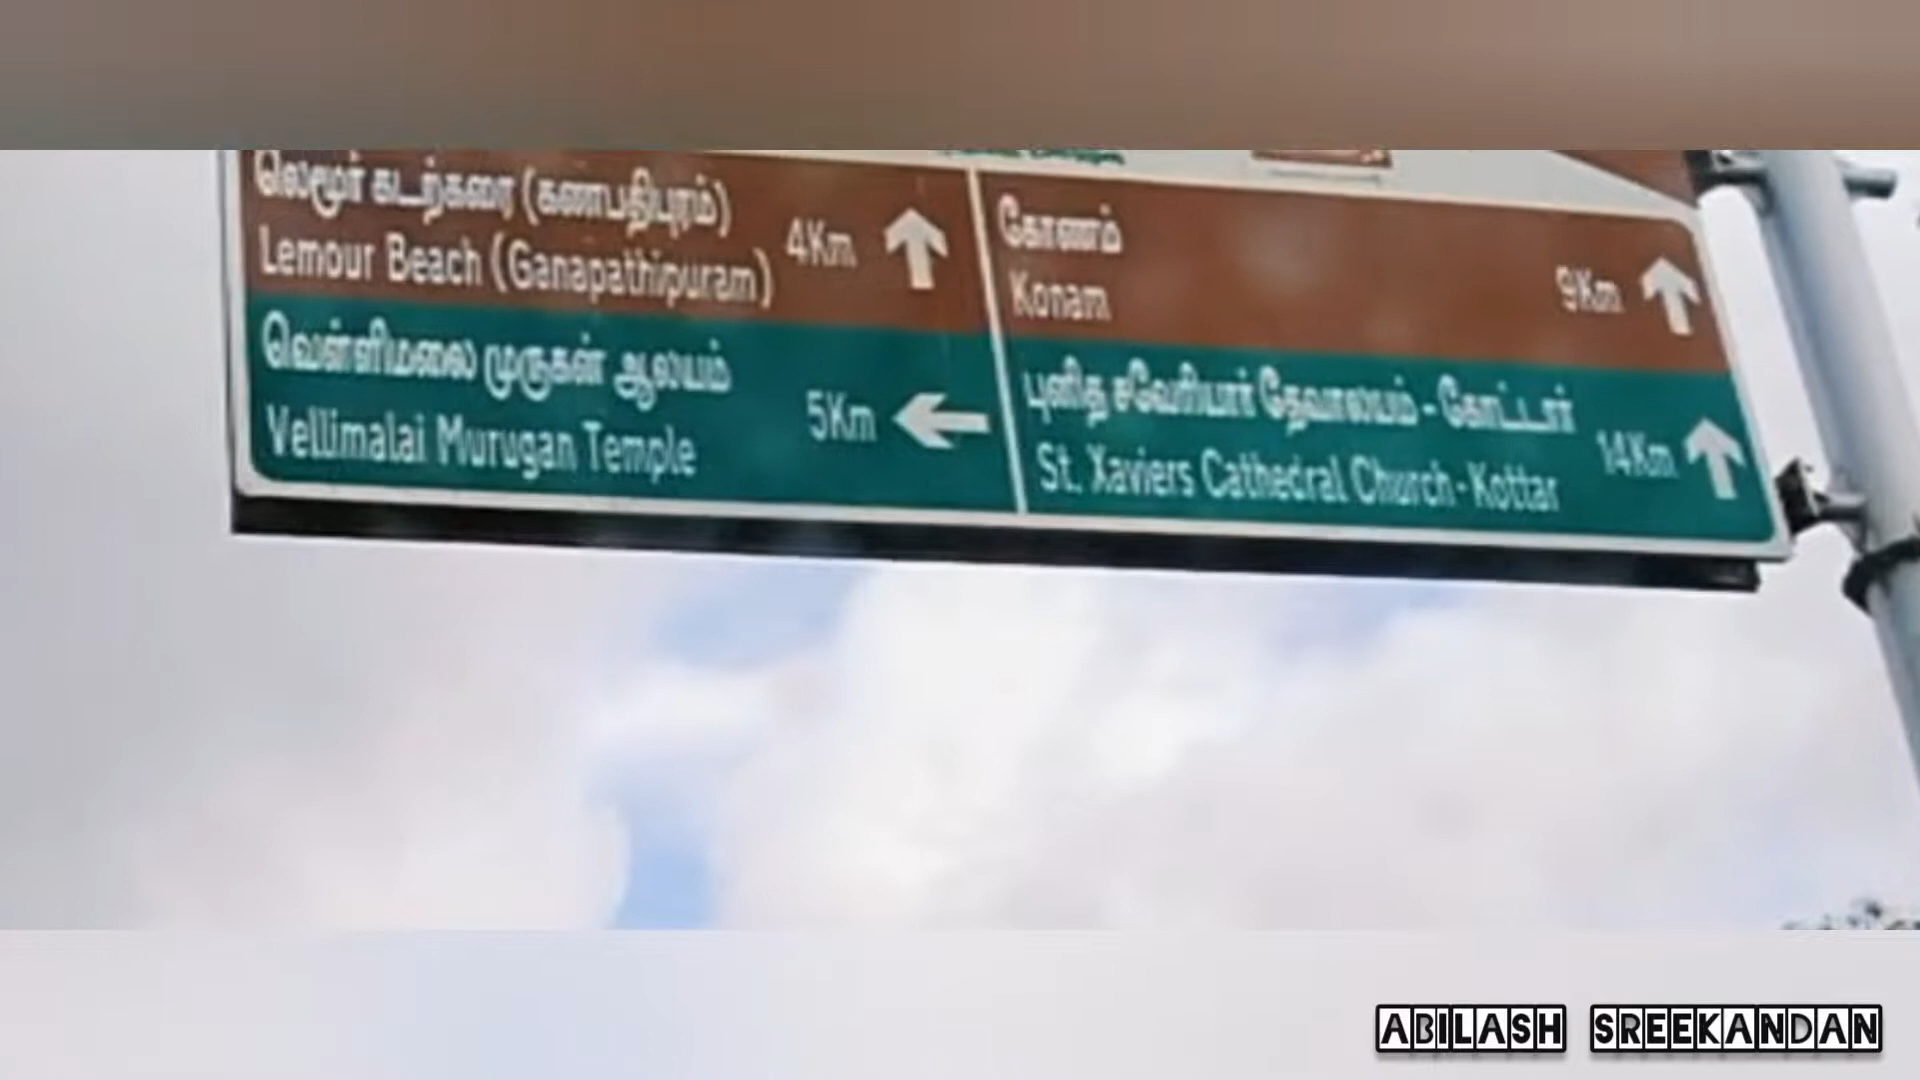 லெமூர் கடற்கரை (கணபதிபுரம்)
Lemour Beach (Ganapathipuram)
4Km
வெள்ளிமலை முருகன் ஆலயம்
Vellimalai Murugan Temple
5Km
கோணம்
Konam
9Km
புனித சவேரியார் தேவாலயம் - கோட்டார்
St. Xaviers Cathedral Church - Kottar
14Km
ABILASH SREEKANDAN